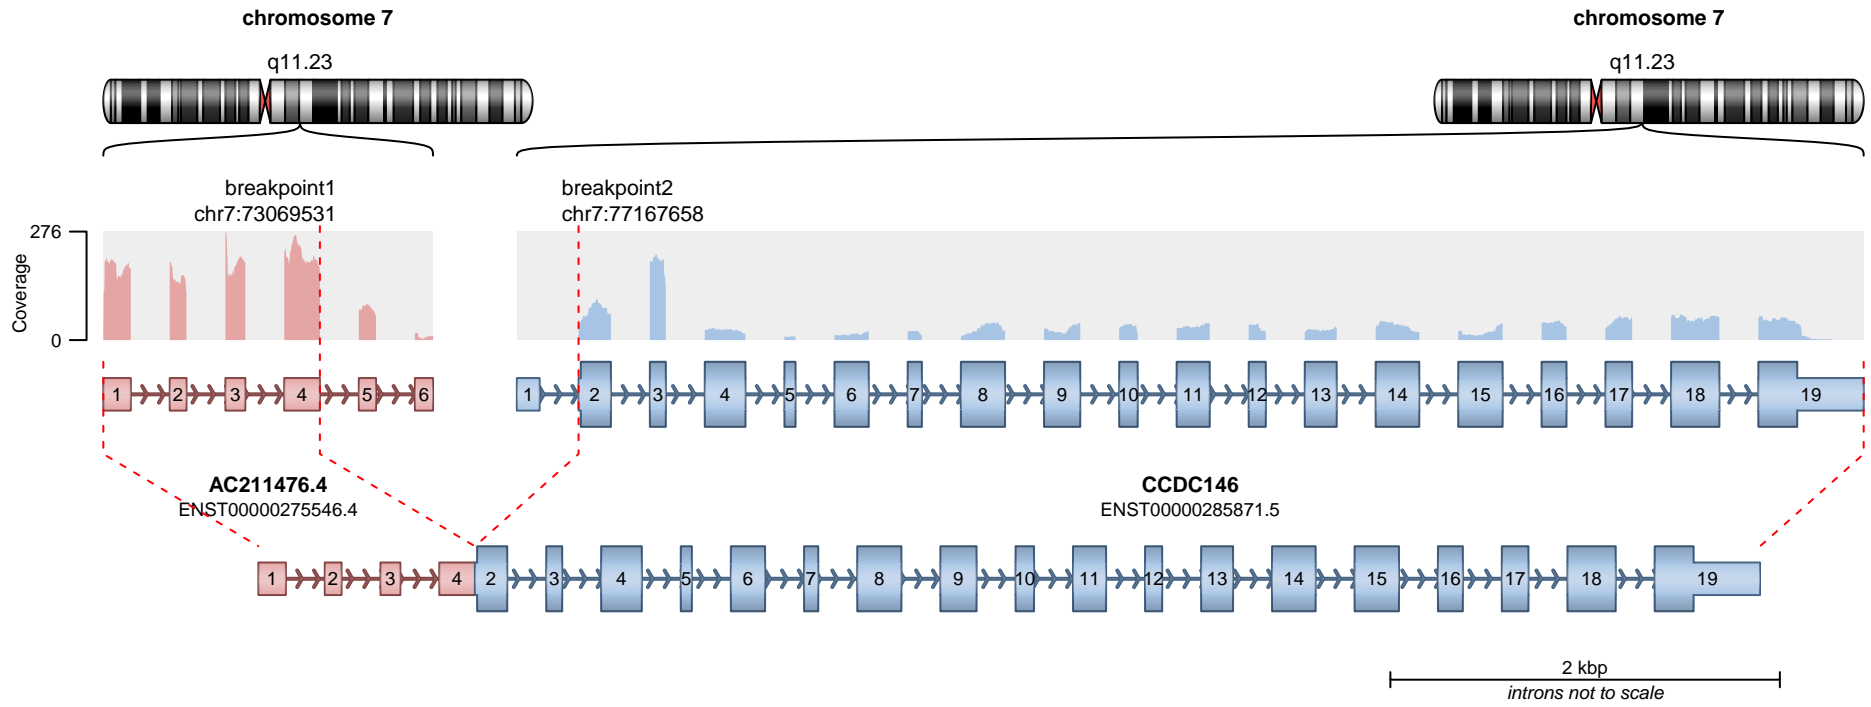 chromosome 7
chromosome 7
q11.23
q11.23
breakpoint1
chr7:73069531
breakpoint2
chr7:77167658
276
0
Coverage
1 2 3 4 5 6
1 2 3 4 5 6 7 8 9 10 11 12 13 14 15 16 17 18 19
AC211476.4
ENST00000275546.4
CCDC146
ENST00000285871.5
1 2 3 4 2 3 4 5 6 7 8 9 10 11 12 13 14 15 16 17 18 19
2 kbp
introns not to scale